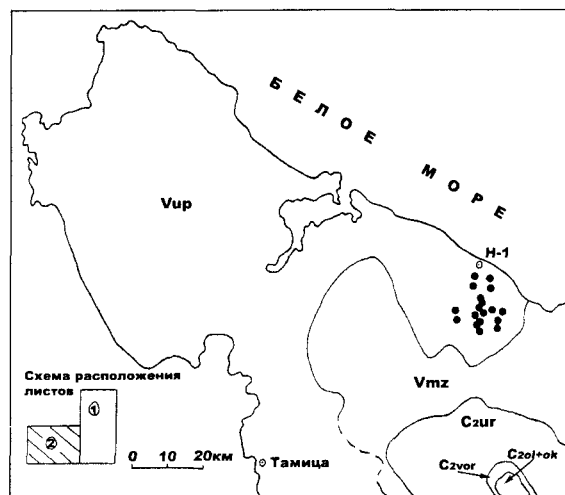 БЕЛОЕ МОРЕ
Vup
Н-1
Схема расположения
листов
1
2
Vmz
C2ur
0 10 20км
Тамица
C2vor
C2ol+ok